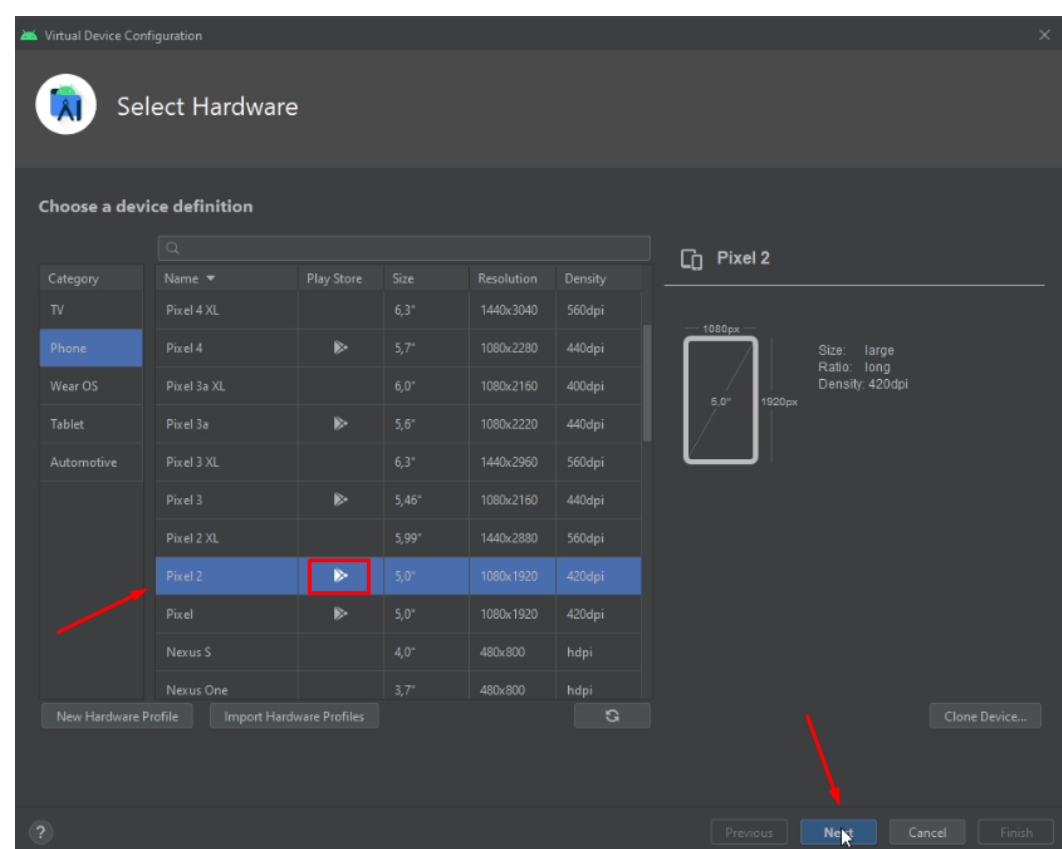 Virtual Device Configuration
Select Hardware
Choose a device definition
Category Name Play Store Size Resolution Density
TV Pixel 4 XL 6,3" 1440x3040 560dpi
Phone Pixel 4 5,7" 1080x2280 440dpi
Wear OS Pixel 3a XL 6,0" 1080x2160 400dpi
Tablet Pixel 3a 5,6" 1080x2220 440dpi
Automotive Pixel 3 XL 6,3" 1440x2960 560dpi
Pixel 3 5,46" 1080x2160 440dpi
Pixel 2 XL 5,99" 1440x2880 560dpi
Pixel 2 5,0" 1080x1920 420dpi
Pixel 5,0" 1080x1920 420dpi
Nexus S 4,0" 480x800 hdpi
Nexus One 3,7" 480x800 hdpi
New Hardware Profile Import Hardware Profiles
Pixel 2
1080px
5,0" 1920px
Size: large
Ratio: long
Density: 420dpi
Clone Device...
? Previous Next Cancel Finish